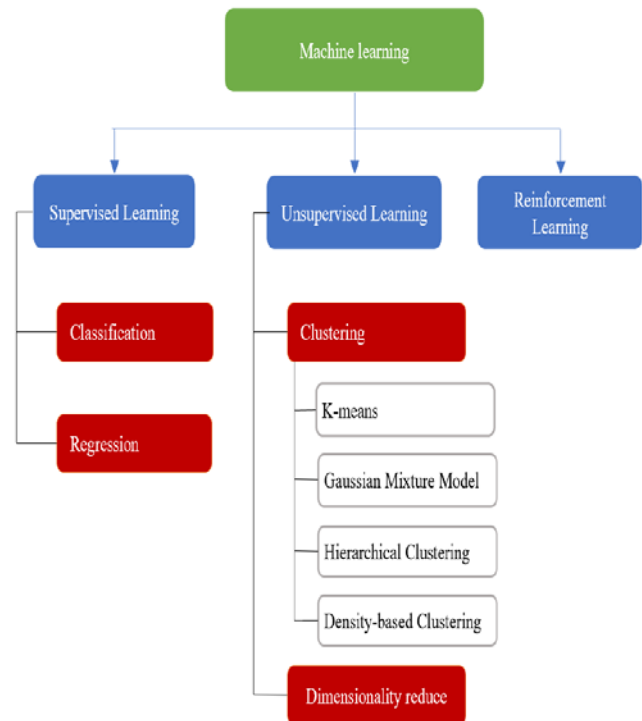 Machine learning
Supervised Learning
Unsupervised Learning
Reinforcement
Learning
Classification
Clustering
K-means
Regression
Gaussian Mixture Model
Hierarchical Clustering
Density-based Clustering
Dimensionality reduce